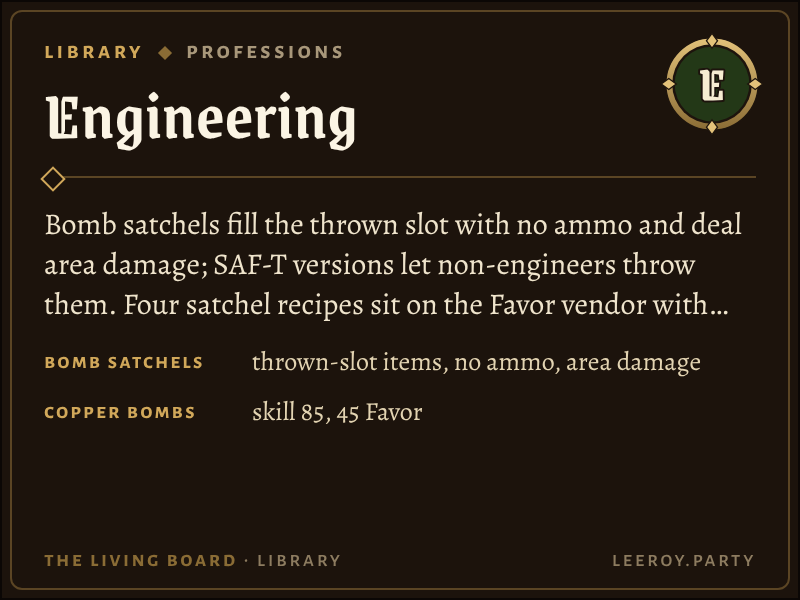 LIBRARY ◆ PROFESSIONS
E
Engineering
Bomb satchels fill the thrown slot with no ammo and deal
area damage; SAF-T versions let non-engineers throw
them. Four satchel recipes sit on the Favor vendor with…
BOMB SATCHELS thrown-slot items, no ammo, area damage
COPPER BOMBS skill 85, 45 Favor
THE LIVING BOARD · LIBRARY
LEEROY.PARTY